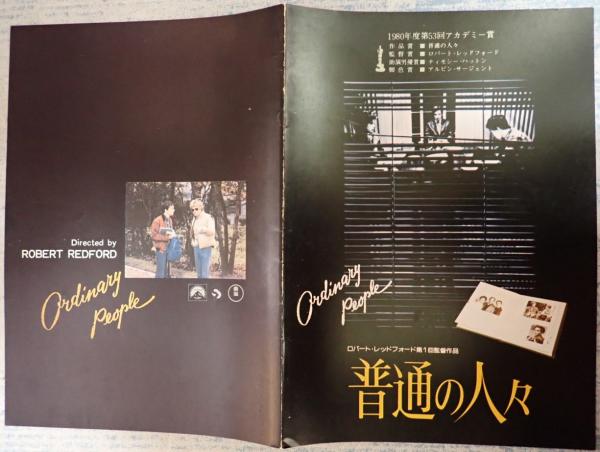 Directed by
ROBERT REDFORD
Ordinary
People
1980年度第53回アカデミー賞
作品賞■普通の人々
監督賞■ロバート・レッドフォード
助演男優賞■ティモシー・ハットン
脚色賞■アルビン・サージェント
Ordinary
People
ロバート・レッドフォード第1回監督作品
普通の人々